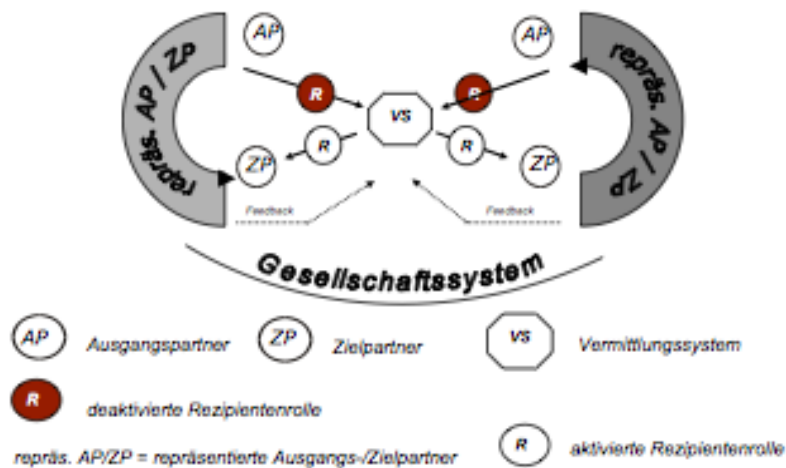 AP AP
repräs. AP / ZP repräs. AP / ZP
R R
VS
R R
ZP ZP
Feedback Feedback
Gesellschaftssystem
AP Ausgangspartner ZP Zielpartner VS Vermittlungssystem
R deaktivierte Rezipientenrolle
repräs. AP/ZP = repräsentierte Ausgangs-/Zielpartner R aktivierte Rezipientenrolle